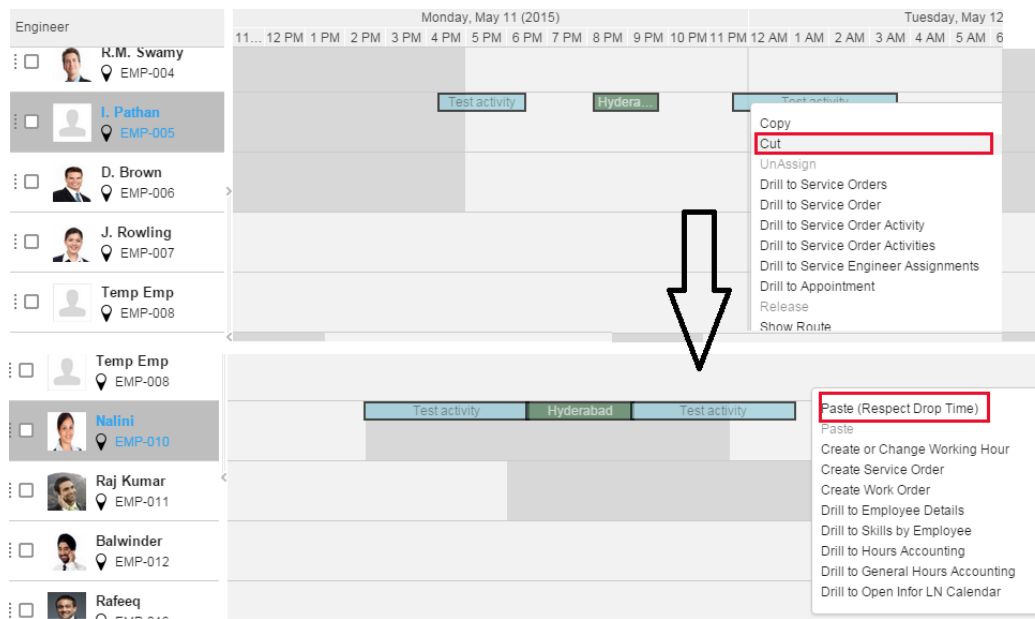 Engineer
Monday, May 11 (2015)
Tuesday, May 12
11... 12 PM 1 PM 2 PM 3 PM 4 PM 5 PM 6 PM 7 PM 8 PM 9 PM 10 PM 11 PM 12 AM 1 AM 2 AM 3 AM 4 AM 5 AM 6
R.M. Swamy
EMP-004
I. Pathan
EMP-005
Test activity
Hydera...
Test activity
D. Brown
EMP-006
J. Rowling
EMP-007
Temp Emp
EMP-008
Copy
Cut
UnAssign
Drill to Service Orders
Drill to Service Order
Drill to Service Order Activity
Drill to Service Order Activities
Drill to Service Engineer Assignments
Drill to Appointment
Release
Show Route
Temp Emp
EMP-008
Nalini
EMP-010
Test activity
Hyderabad
Test activity
Raj Kumar
EMP-011
Balwinder
EMP-012
Rafeeq
Paste (Respect Drop Time)
Paste
Create or Change Working Hour
Create Service Order
Create Work Order
Drill to Employee Details
Drill to Skills by Employee
Drill to Hours Accounting
Drill to General Hours Accounting
Drill to Open Infor LN Calendar